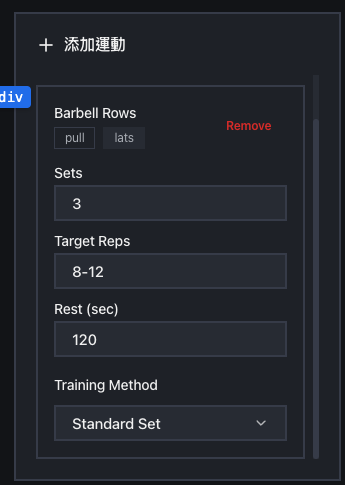 + 添加運動
div
Barbell Rows
pull lats
Remove
Sets
3
Target Reps
8-12
Rest (sec)
120
Training Method
Standard Set